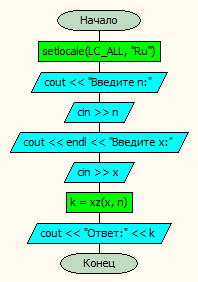 Начало
setlocale(LC_ALL, "Ru")
cout << "Введите n:"
cin >> n
cout << endl << "Введите x:"
cin >> x
k = xz(x, n)
cout << "Ответ:" << k
Конец